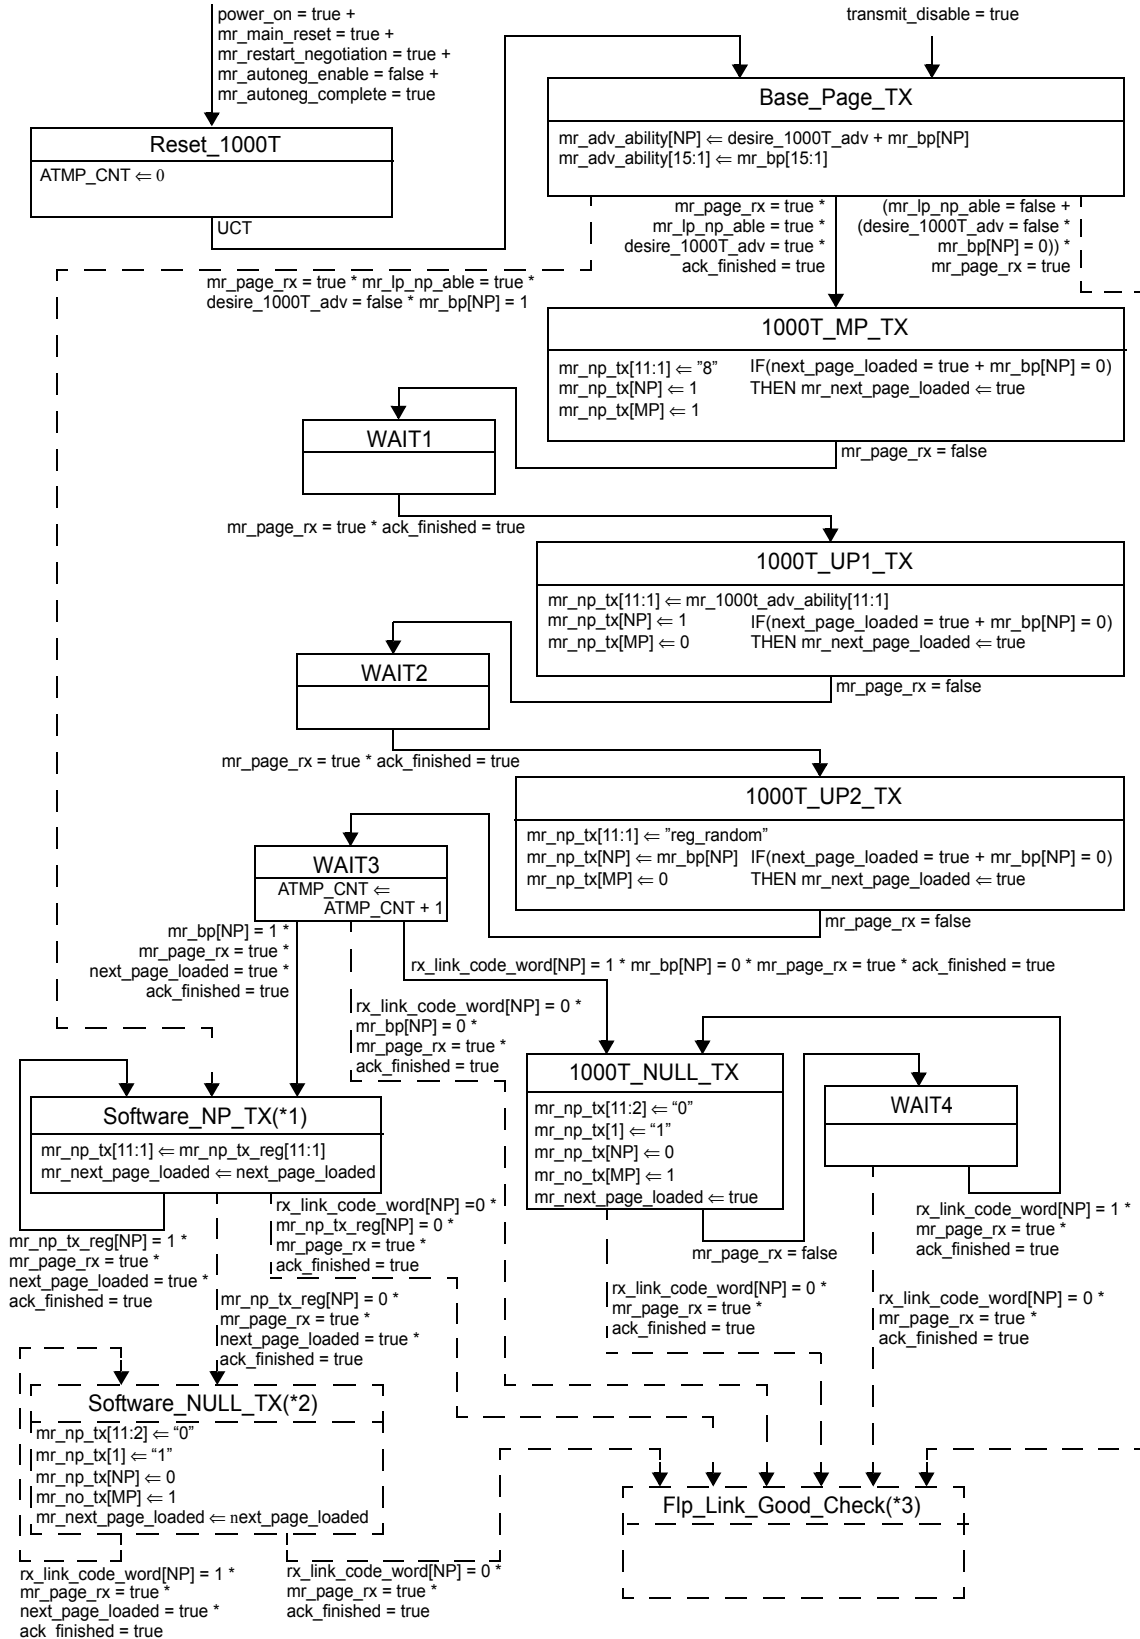 power_on = true +
mr_main_reset = true +
mr_restart_negotiation = true +
mr_autoneg_enable = false +
mr_autoneg_complete = true
transmit_disable = true
Reset_1000T
ATMP_CNT ⇐ 0
UCT
Base_Page_TX
mr_adv_ability[NP] ⇐ desire_1000T_adv + mr_bp[NP]
mr_adv_ability[15:1] ⇐ mr_bp[15:1]
mr_page_rx = true *
mr_lp_np_able = true *
desire_1000T_adv = true *
ack_finished = true
(mr_lp_np_able = false +
(desire_1000T_adv = false *
mr_bp[NP] = 0)) *
mr_page_rx = true
mr_page_rx = true * mr_lp_np_able = true *
desire_1000T_adv = false * mr_bp[NP] = 1
1000T_MP_TX
mr_np_tx[11:1] ⇐ "8" IF(next_page_loaded = true + mr_bp[NP] = 0)
mr_np_tx[NP] ⇐ 1 THEN mr_next_page_loaded ⇐ true
mr_np_tx[MP] ⇐ 1
mr_page_rx = false
WAIT1
mr_page_rx = true * ack_finished = true
1000T_UP1_TX
mr_np_tx[11:1] ⇐ mr_1000t_adv_ability[11:1]
mr_np_tx[NP] ⇐ 1 IF(next_page_loaded = true + mr_bp[NP] = 0)
mr_np_tx[MP] ⇐ 0 THEN mr_next_page_loaded ⇐ true
mr_page_rx = false
WAIT2
mr_page_rx = true * ack_finished = true
1000T_UP2_TX
mr_np_tx[11:1] ⇐ "reg_random"
mr_np_tx[NP] ⇐ mr_bp[NP] IF(next_page_loaded = true + mr_bp[NP] = 0)
mr_np_tx[MP] ⇐ 0 THEN mr_next_page_loaded ⇐ true
mr_page_rx = false
WAIT3
ATMP_CNT ⇐
ATMP_CNT + 1
mr_bp[NP] = 1 *
mr_page_rx = true *
next_page_loaded = true *
ack_finished = true
rx_link_code_word[NP] = 1 * mr_bp[NP] = 0 * mr_page_rx = true * ack_finished = true
rx_link_code_word[NP] = 0 *
mr_bp[NP] = 0 *
mr_page_rx = true *
ack_finished = true
1000T_NULL_TX
mr_np_tx[11:2] ⇐ “0”
mr_np_tx[1] ⇐ “1”
mr_np_tx[NP] ⇐ 0
mr_no_tx[MP] ⇐ 1
mr_next_page_loaded ⇐ true
mr_page_rx = false
WAIT4
rx_link_code_word[NP] = 1 *
mr_page_rx = true *
ack_finished = true
Software_NP_TX(*1)
mr_np_tx[11:1] ⇐ mr_np_tx_reg[11:1]
mr_next_page_loaded ⇐ next_page_loaded
mr_np_tx_reg[NP] = 1 *
mr_page_rx = true *
next_page_loaded = true *
ack_finished = true
rx_link_code_word[NP] =0 *
mr_np_tx_reg[NP] = 0 *
mr_page_rx = true *
ack_finished = true
rx_link_code_word[NP] = 0 *
mr_page_rx = true *
ack_finished = true
rx_link_code_word[NP] = 0 *
mr_page_rx = true *
ack_finished = true
mr_np_tx_reg[NP] = 0 *
mr_page_rx = true *
next_page_loaded = true *
ack_finished = true
Software_NULL_TX(*2)
mr_np_tx[11:2] ⇐ “0”
mr_np_tx[1] ⇐ “1”
mr_np_tx[NP] ⇐ 0
mr_no_tx[MP] ⇐ 1
mr_next_page_loaded ⇐ next_page_loaded
Flp_Link_Good_Check(*3)
rx_link_code_word[NP] = 1 *
mr_page_rx = true *
next_page_loaded = true *
ack finished = true
rx_link_code_word[NP] = 0 *
mr_page_rx = true *
ack_finished = true